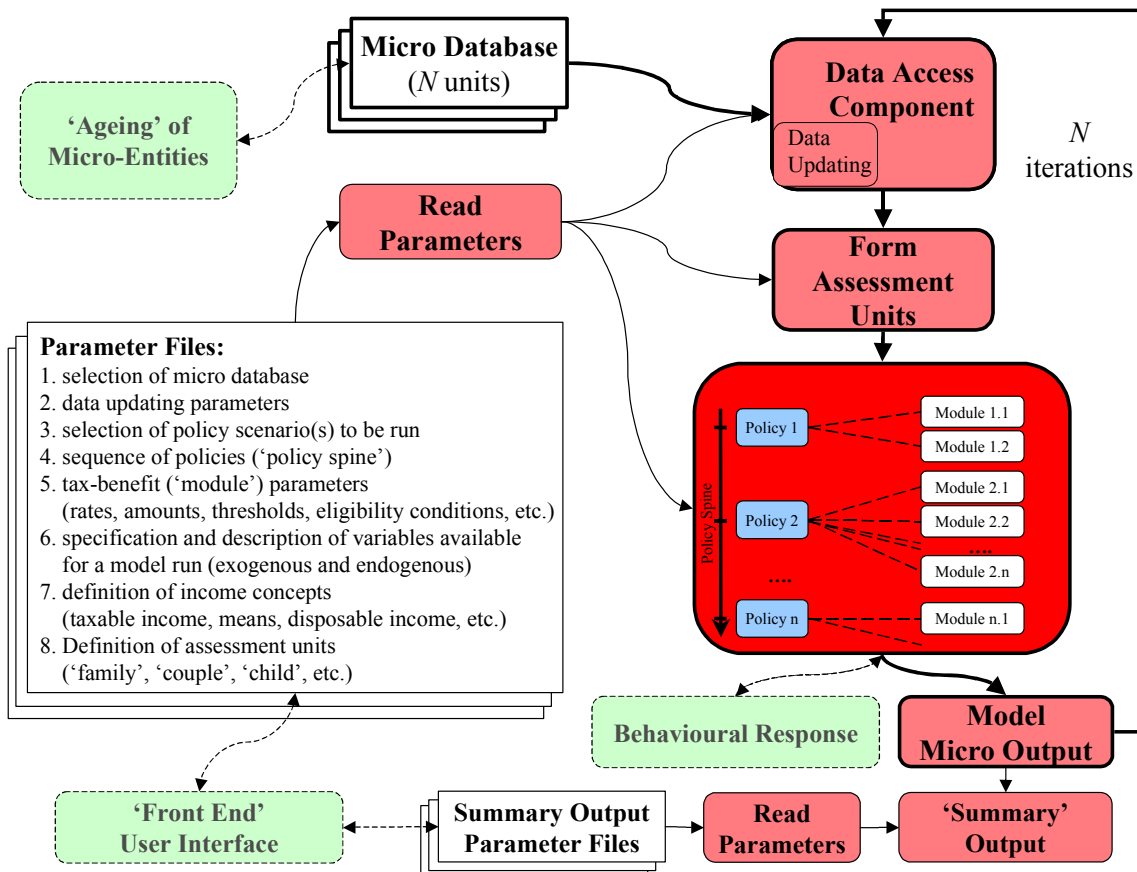 Micro Database
(N units)
Data Access
Component
Data
Updating
N
iterations
‘Ageing’ of
Micro-Entities
Read
Parameters
Form
Assessment
Units
Parameter Files:
1. selection of micro database
2. data updating parameters
3. selection of policy scenario(s) to be run
4. sequence of policies (‘policy spine’)
5. tax-benefit (‘module’) parameters
(rates, amounts, thresholds, eligibility conditions, etc.)
6. specification and description of variables available
for a model run (exogenous and endogenous)
7. definition of income concepts
(taxable income, means, disposable income, etc.)
8. Definition of assessment units
(‘family’, ‘couple’, ‘child’, etc.)
Policy Spine
Policy 1
Module 1.1
Module 1.2
Policy 2
Module 2.1
Module 2.2
....
Module 2.n
....
Policy n
Module n.1
Behavioural Response
Model
Micro Output
‘Front End’
User Interface
Summary Output
Parameter Files
Read
Parameters
‘Summary’
Output